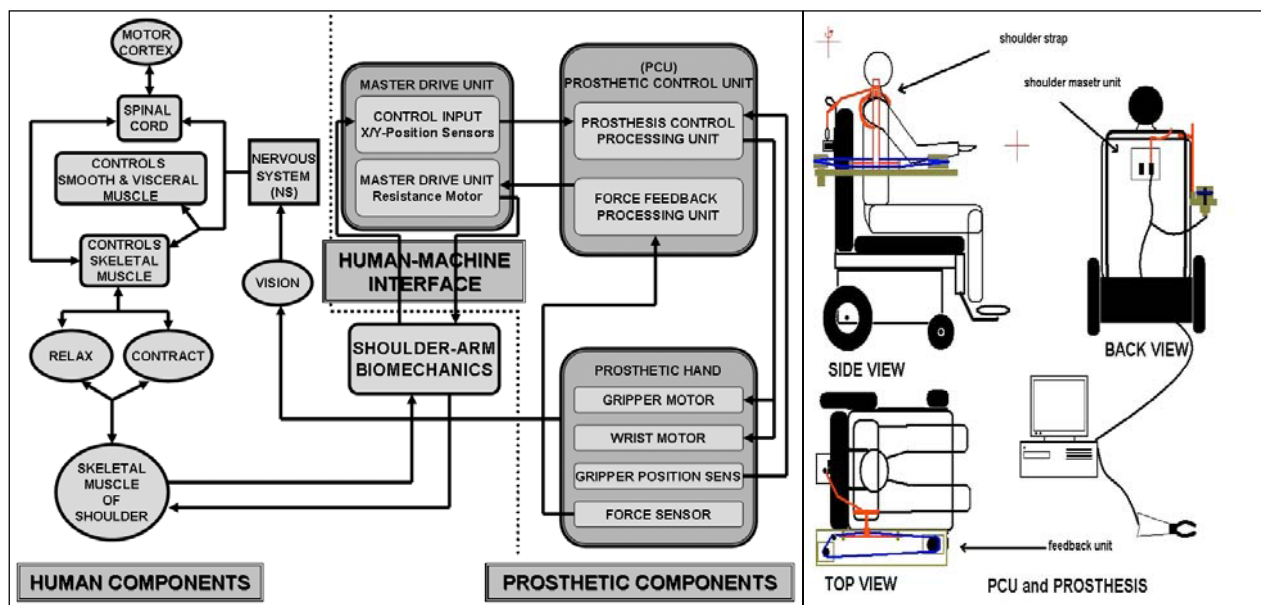 MOTOR
CORTEX
SPINAL
CORD
CONTROLS
SMOOTH & VISCERAL
MUSCLE
NERVOUS
SYSTEM
(NS)
CONTROLS
SKELETAL
MUSCLE
VISION
RELAX
CONTRACT
SKELETAL
MUSCLE
OF
SHOULDER
HUMAN COMPONENTS
MASTER DRIVE UNIT
CONTROL INPUT
X/Y-Position Sensors
MASTER DRIVE UNIT
Resistance Motor
HUMAN-MACHINE
INTERFACE
SHOULDER-ARM
BIOMECHANICS
(PCU)
PROSTHETIC CONTROL UNIT
PROSTHESIS CONTROL
PROCESSING UNIT
FORCE FEEDBACK
PROCESSING UNIT
PROSTHETIC HAND
GRIPPER MOTOR
WRIST MOTOR
GRIPPER POSITION SENS
FORCE SENSOR
PROSTHETIC COMPONENTS
shoulder strap
shoulder masetr unit
SIDE VIEW
BACK VIEW
feedback unit
TOP VIEW
PCU and PROSTHESIS